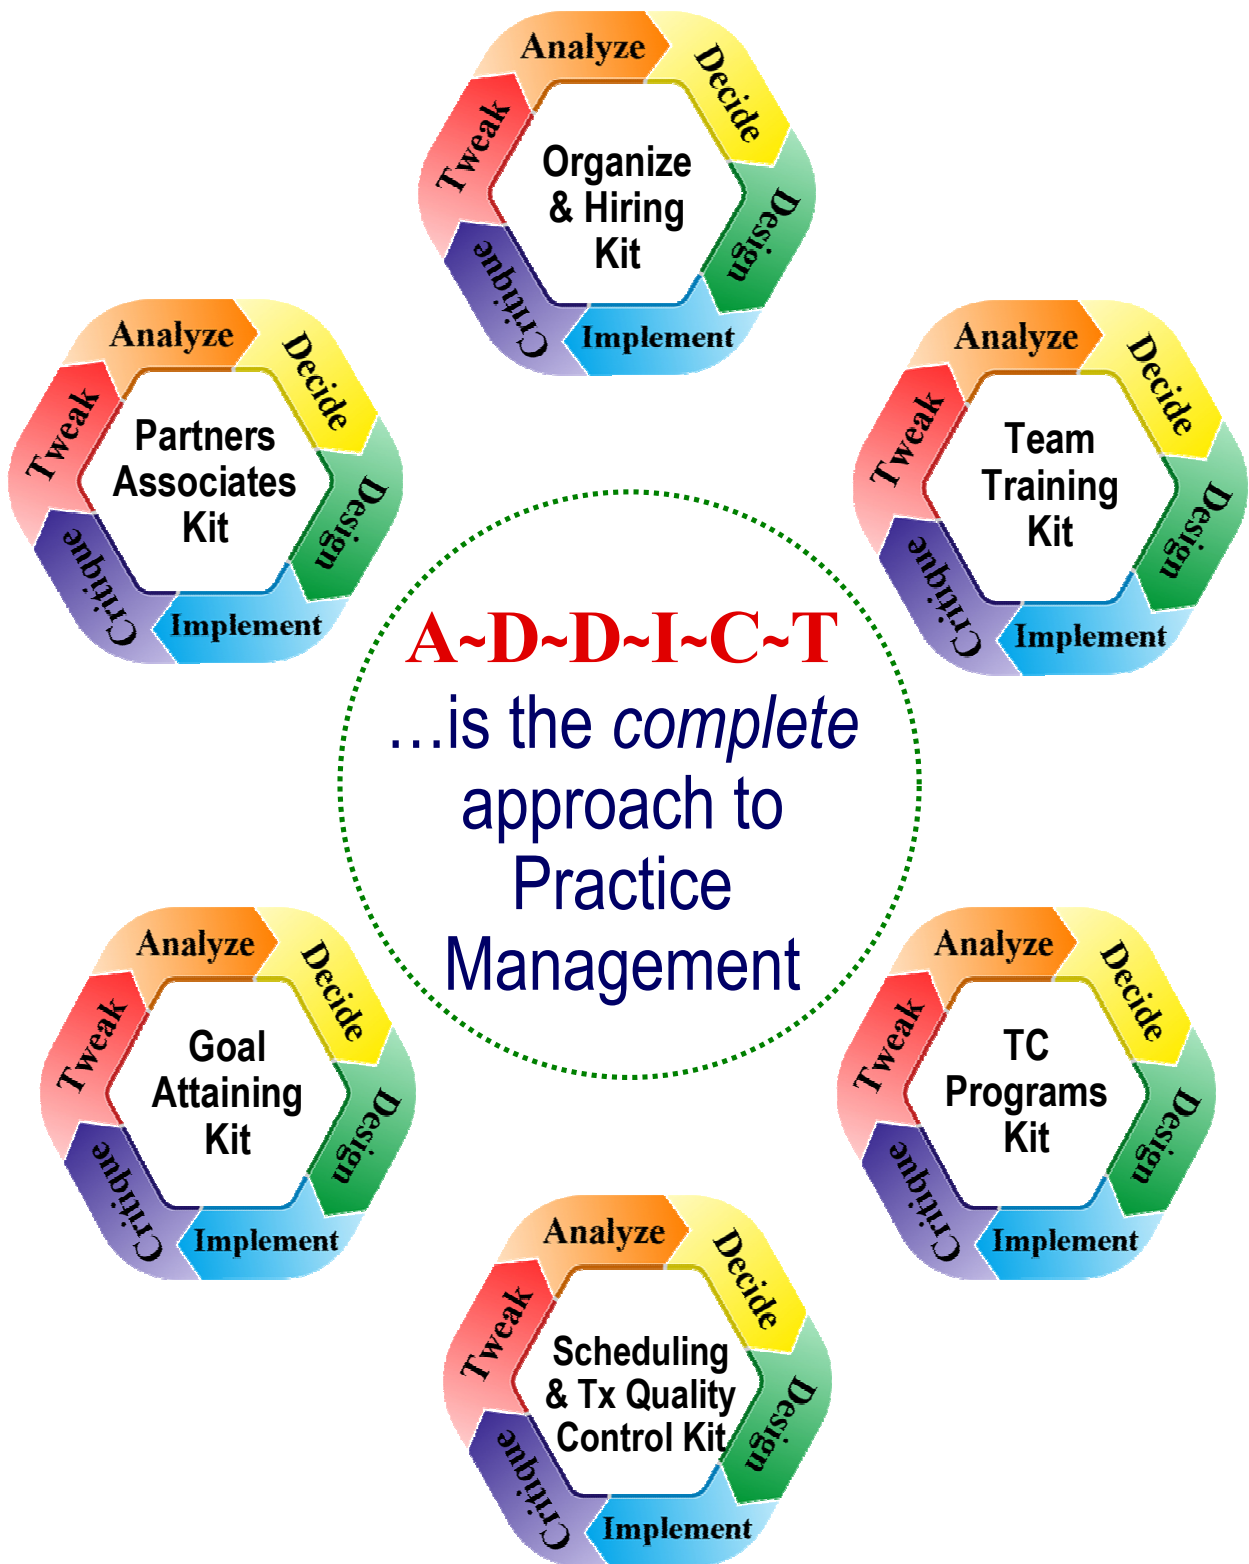 Analyze
Decide
Design
Implement
Critique
Tweak
Organize
& Hiring
Kit
Analyze
Decide
Design
Implement
Critique
Tweak
Partners
Associates
Kit
Analyze
Decide
Design
Implement
Critique
Tweak
Team
Training
Kit
A~D~D~I~C~T
...is the complete
approach to
Practice
Management
Analyze
Decide
Design
Implement
Critique
Tweak
Goal
Attaining
Kit
Analyze
Decide
Design
Implement
Critique
Tweak
TC
Programs
Kit
Analyze
Decide
Design
Implement
Critique
Tweak
Scheduling
& Tx Quality
Control Kit